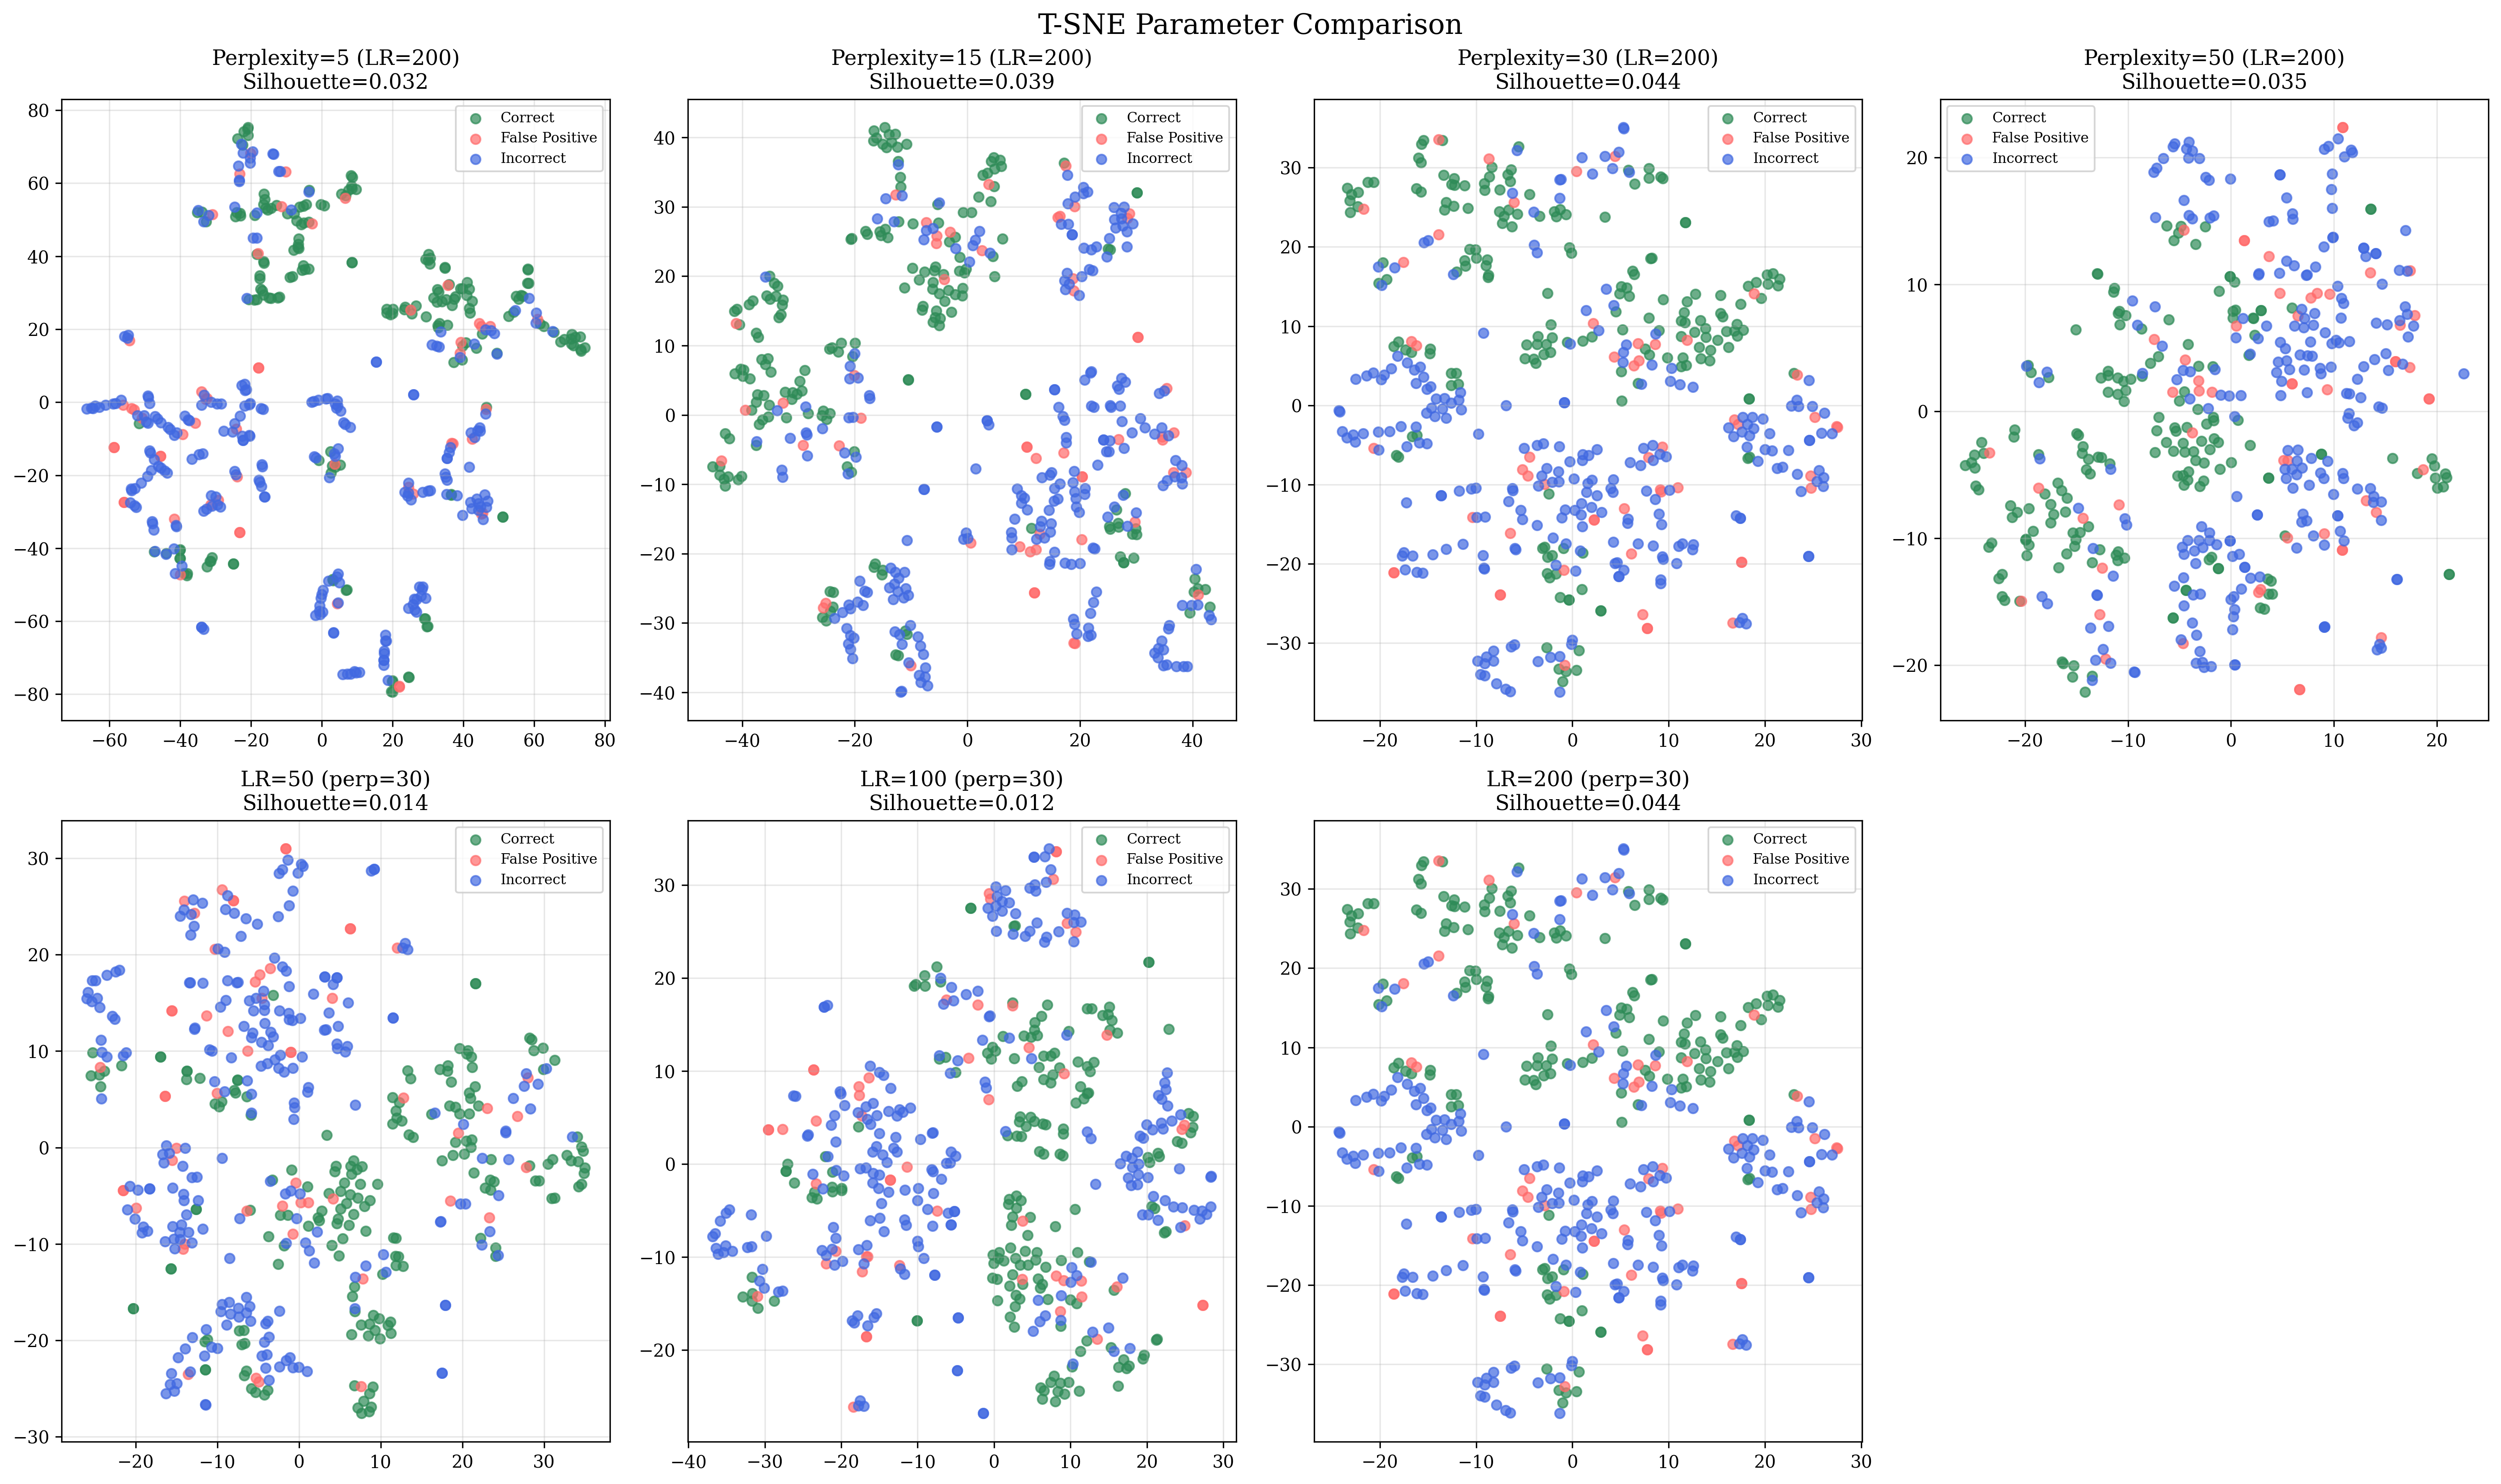 T-SNE Parameter Comparison
Perplexity=5 (LR=200)
Silhouette=0.032
80
60
40
20
0
−20
−40
−60
−80
−60 −40 −20 0 20 40 60 80
Correct
False Positive
Incorrect
Perplexity=15 (LR=200)
Silhouette=0.039
40
30
20
10
0
−10
−20
−30
−40
−40 −20 0 20 40
Correct
False Positive
Incorrect
Perplexity=30 (LR=200)
Silhouette=0.044
30
20
10
0
−10
−20
−30
−20 −10 0 10 20 30
Correct
False Positive
Incorrect
Perplexity=50 (LR=200)
Silhouette=0.035
20
10
0
−10
−20
−20 −10 0 10 20
Correct
False Positive
Incorrect
LR=50 (perp=30)
Silhouette=0.014
30
20
10
0
−10
−20
−30
−20 −10 0 10 20 30
Correct
False Positive
Incorrect
LR=100 (perp=30)
Silhouette=0.012
30
20
10
0
−10
−20
−40 −30 −20 −10 0 10 20 30
Correct
False Positive
Incorrect
LR=200 (perp=30)
Silhouette=0.044
30
20
10
0
−10
−20
−30
−20 −10 0 10 20 30
Correct
False Positive
Incorrect